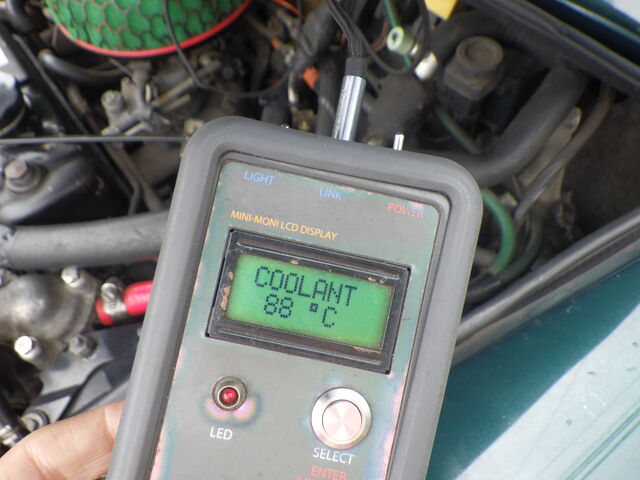 LIGHT
LINK
POWER
MINI-MONI LCD DISPLAY
COOLANT
88 °C
LED
SELECT
ENTER